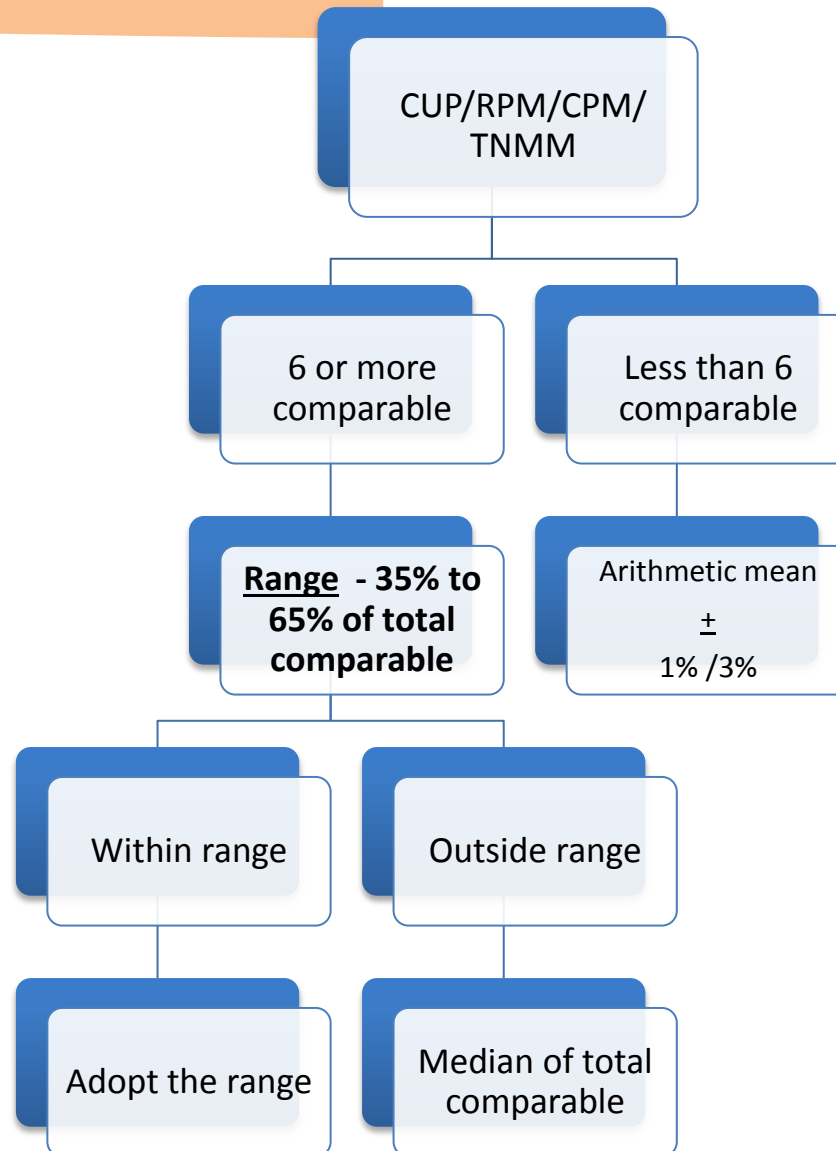 CUP/RPM/CPM/
TNMM
6 or more
comparable
Less than 6
comparable
Range - 35% to
65% of total
comparable
Arithmetic mean
±
1% /3%
Within range
Outside range
Adopt the range
Median of total
comparable